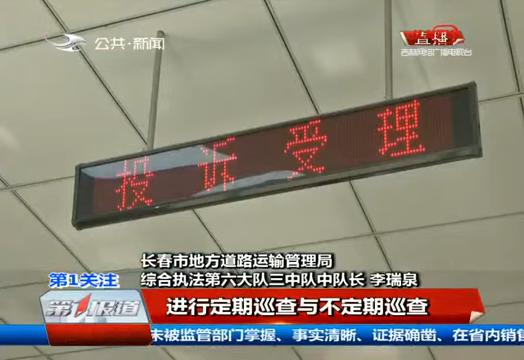 公共·新闻
直播
吉林网络广播电视台
投诉受理
长春市地方道路运输管理局
第1关注
综合执法第六大队三中队中队长 李瑞泉
第1报道
进行定期巡查与不定期巡查
未被监管部门掌握、事实清晰、证据确凿、在省内销售